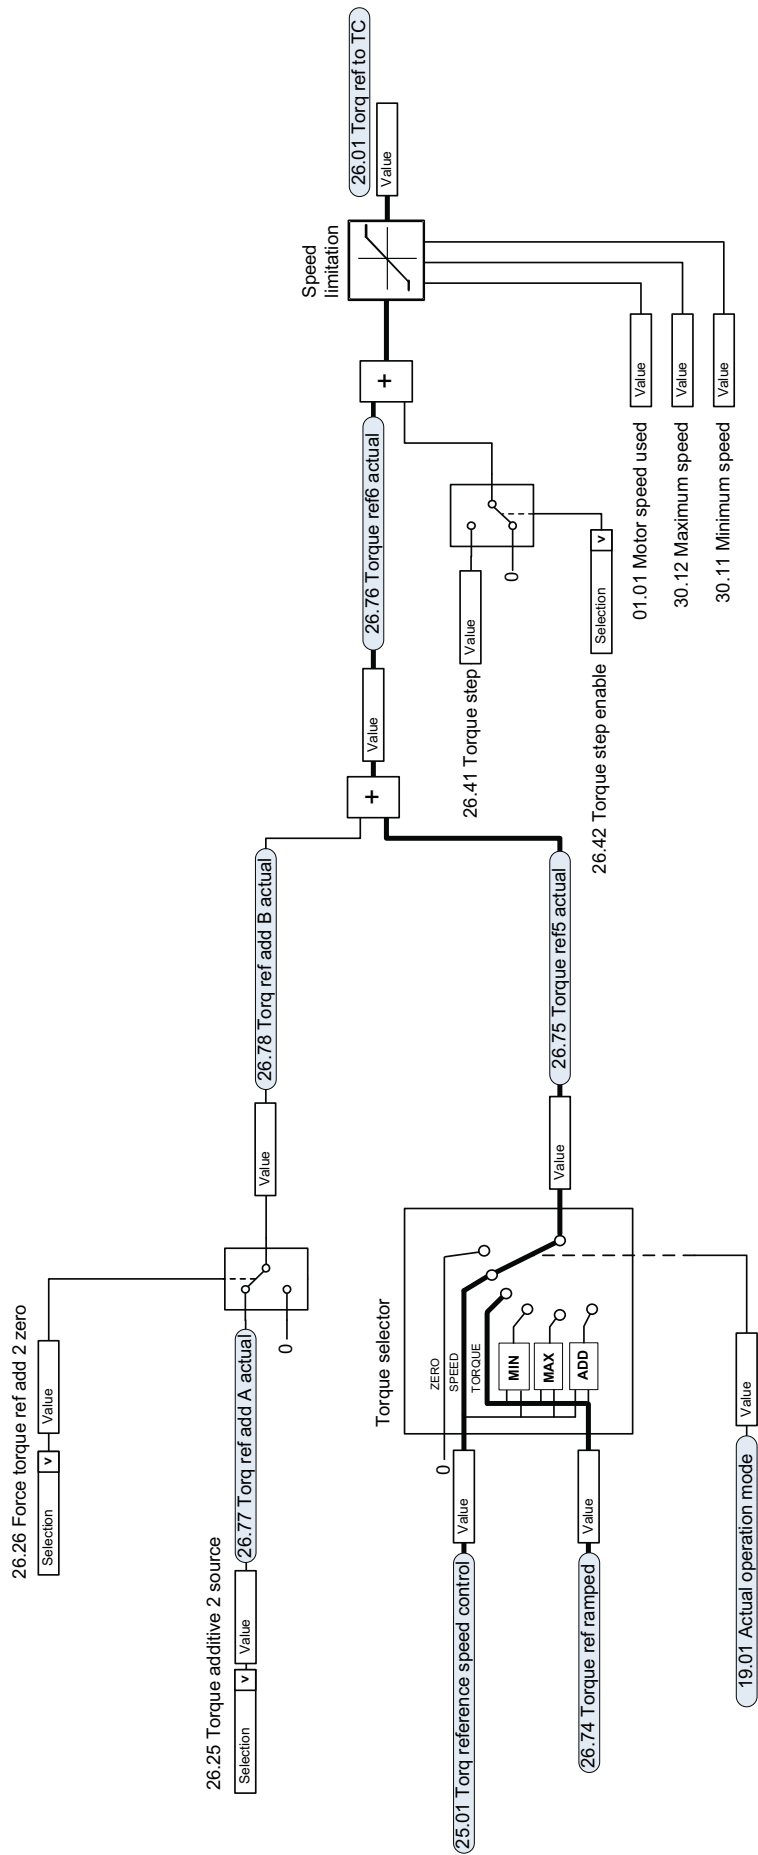 26.26 Force torque ref add 2 zero
Selection
v
Value
26.25 Torque additive 2 source
Selection
v
Value
26.77 Torq ref add A actual
0
Value
26.78 Torq ref add B actual
Torque selector
0
ZERO
SPEED
TORQUE
MIN
MAX
ADD
25.01 Torq reference speed control
Value
26.74 Torque ref ramped
Value
19.01 Actual operation mode
Value
Value
26.75 Torque ref5 actual
+
Value
26.76 Torque ref6 actual
+
26.41 Torque step
Value
0
26.42 Torque step enable
Selection
v
Speed
limitation
01.01 Motor speed used
Value
30.12 Maximum speed
Value
30.11 Minimum speed
Value
Value
26.01 Torq ref to TC